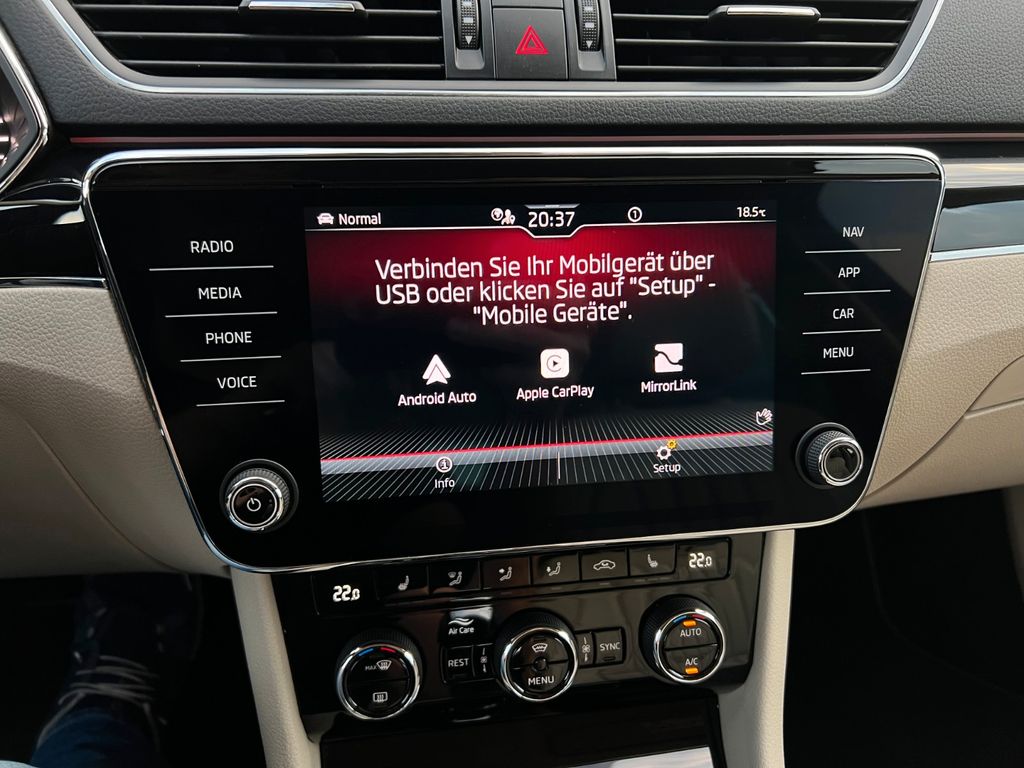 Normal
20:37
1
18.5°C
RADIO
MEDIA
PHONE
VOICE
NAV
APP
CAR
MENU
Verbinden Sie Ihr Mobilgerät über
USB oder klicken Sie auf "Setup" -
"Mobile Geräte".
Android Auto
Apple CarPlay
MirrorLink
Info
Setup
22.0
22.0
Air Care
MAX
REST
MENU
SYNC
AUTO
A/C